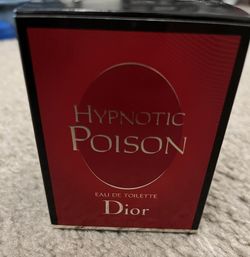 HYPNOTIC
POISON
EAU DE TOILETTE
Dior